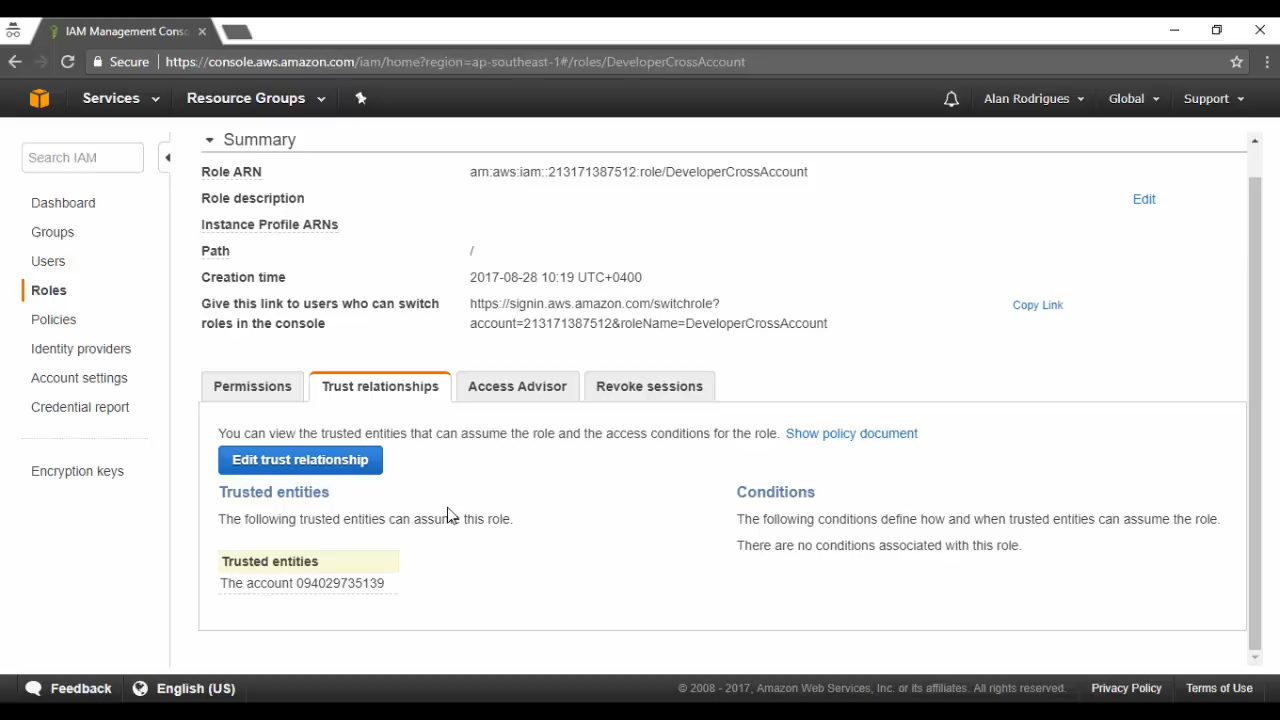 IAM Management Conso
Secure https://console.aws.amazon.com/iam/home?region=ap-southeast-1#/roles/DeveloperCrossAccount
Services Resource Groups Alan Rodrigues Global Support
Search IAM
Dashboard
Groups
Users
Roles
Policies
Identity providers
Account settings
Credential report
Encryption keys
Summary
Role ARN arn:aws:iam::213171387512:role/DeveloperCrossAccount
Role description Edit
Instance Profile ARNs
Path /
Creation time 2017-08-28 10:19 UTC+0400
Give this link to users who can switch https://signin.aws.amazon.com/switchrole? Copy Link
roles in the console account=213171387512&roleName=DeveloperCrossAccount
Permissions Trust relationships Access Advisor Revoke sessions
You can view the trusted entities that can assume the role and the access conditions for the role. Show policy document
Edit trust relationship
Trusted entities
The following trusted entities can assume this role.
Trusted entities
The account 094029735139
Conditions
The following conditions define how and when trusted entities can assume the role.
There are no conditions associated with this role.
Feedback English (US) © 2008 - 2017, Amazon Web Services, Inc. or its affiliates. All rights reserved. Privacy Policy Terms of Use